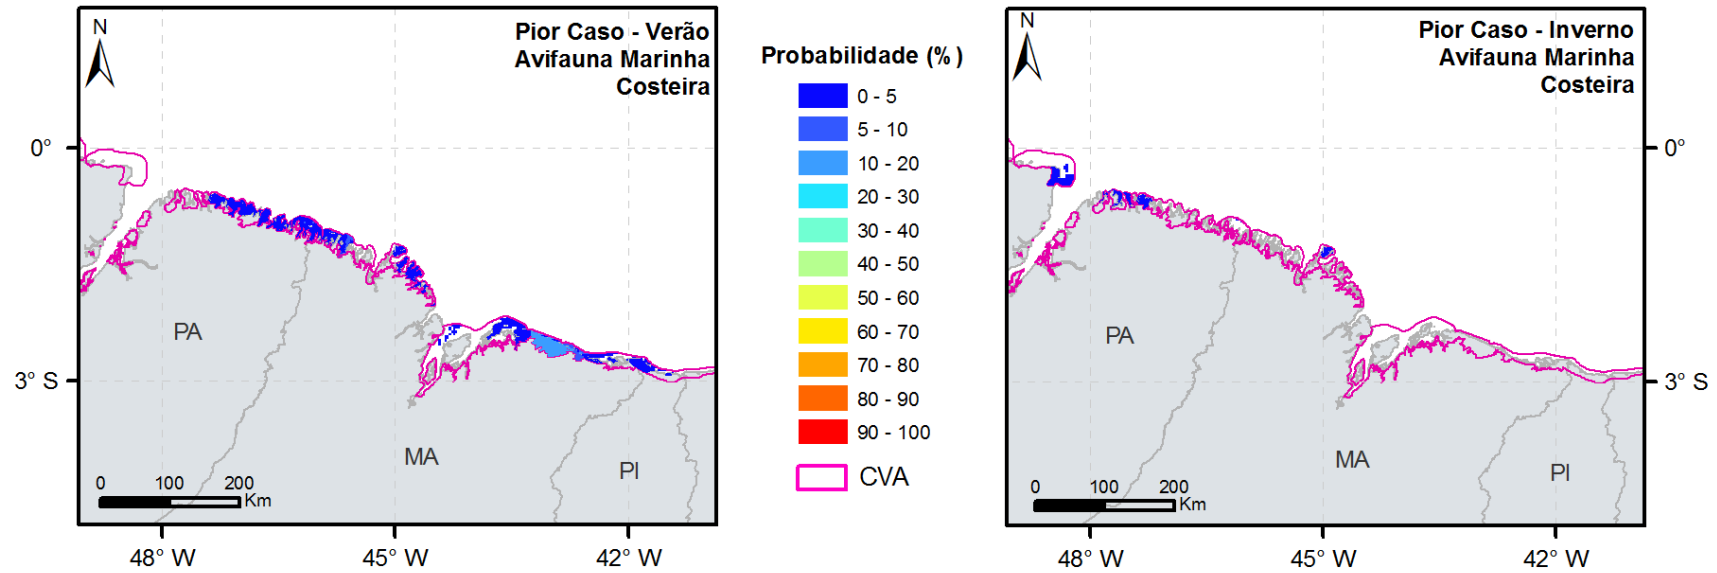 N
Pior Caso - Verão
Avifauna Marinha
Costeira
0°
3° S
PA
MA
PI
0 100 200
Km
48° W 45° W 42° W
Probabilidade (%)
0 - 5
5 - 10
10 - 20
20 - 30
30 - 40
40 - 50
50 - 60
60 - 70
70 - 80
80 - 90
90 - 100
CVA
N
Pior Caso - Inverno
Avifauna Marinha
Costeira
0°
3° S
PA
MA
PI
0 100 200
Km
48° W 45° W 42° W